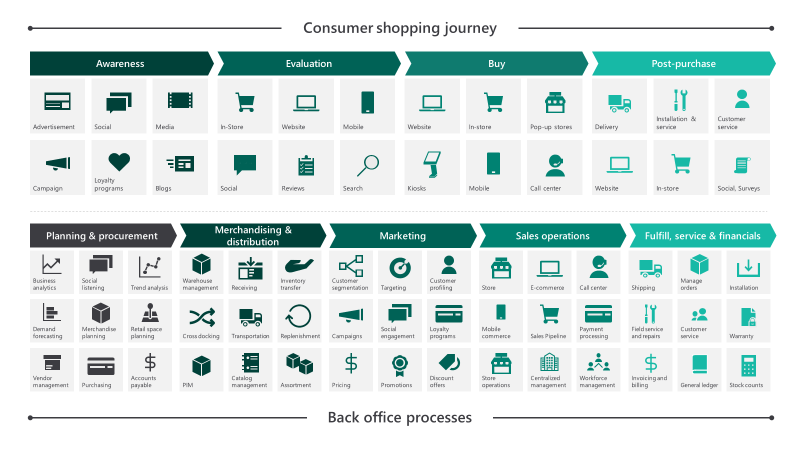 Consumer shopping journey
Awareness
Evaluation
Buy
Post-purchase
Advertisement
Social
Media
In-Store
Website
Mobile
Website
In-store
Pop-up stores
Delivery
Installation &
service
Customer
service
Campaign
Loyalty
programs
Blogs
Social
Reviews
Search
Kiosks
Mobile
Call center
Website
In-store
Social, Surveys
Planning & procurement
Merchandising &
distribution
Marketing
Sales operations
Fulfill, service & financials
Business
analytics
Social
listening
Trend analysis
Warehouse
management
Receiving
Inventory
transfer
Customer
segmentation
Targeting
Customer
profiling
Store
E-commerce
Call center
Shipping
Manage
orders
Installation
Demand
forecasting
Merchandise
planning
Retail space
planning
Cross docking
Transportation
Replenishment
Campaigns
Social
engagement
Loyalty
programs
Mobile
commerce
Sales Pipeline
Payment
processing
Field service
and repairs
Customer
service
Warranty
Vendor
management
Purchasing
Accounts
payable
PIM
Catalog
management
Assortment
Pricing
Promotions
Discount
offers
Store
operations
Centralized
management
Workforce
management
Invoicing and
billing
General ledger
Stock counts
Back office processes